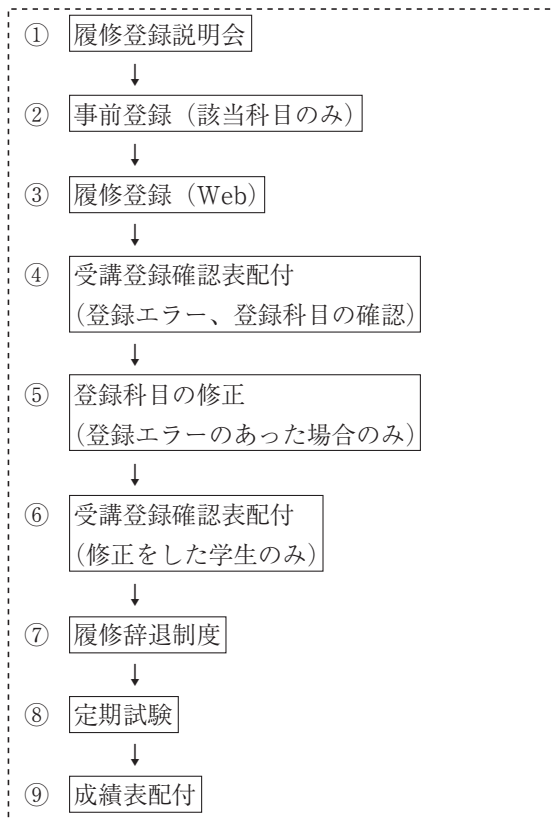 ① 履修登録説明会
↓
② 事前登録（該当科目のみ）
↓
③ 履修登録（Web）
↓
④ 受講登録確認表配付
（登録エラー、登録科目の確認）
↓
⑤ 登録科目の修正
（登録エラーのあった場合のみ）
↓
⑥ 受講登録確認表配付
（修正をした学生のみ）
↓
⑦ 履修辞退制度
↓
⑧ 定期試験
↓
⑨ 成績表配付